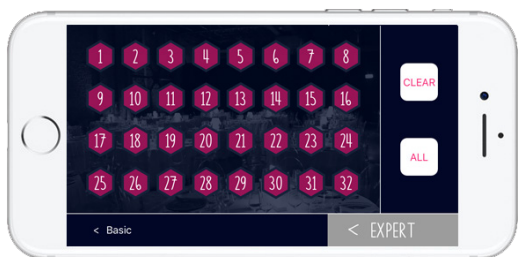 1 2 3 4 5 6 7 8
CLEAR
9 10 11 12 13 14 15 16
17 18 19 20 21 22 23 24
ALL
25 26 27 28 29 30 31 32
< Basic
< EXPERT